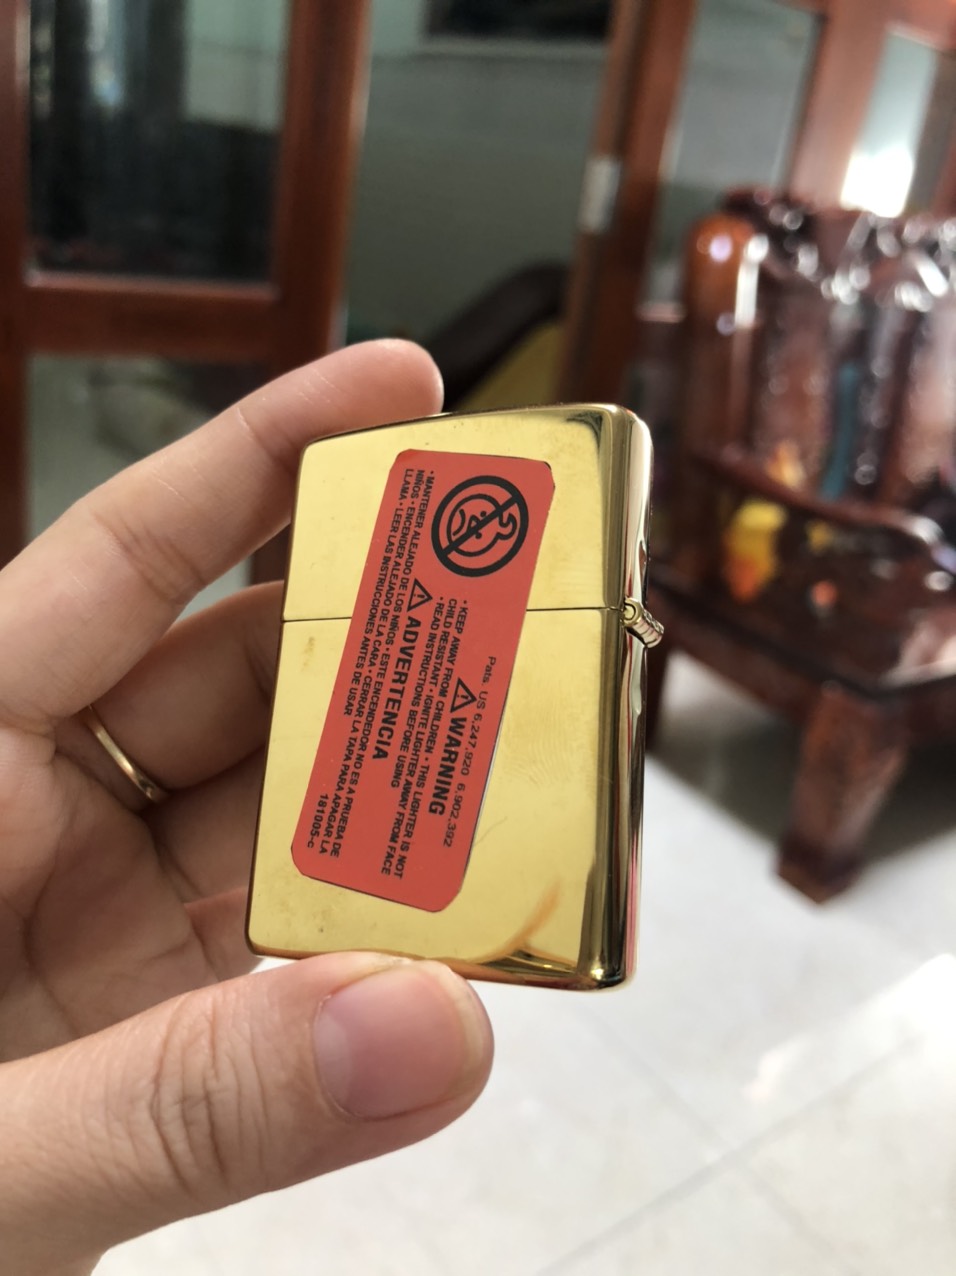 Pats. US 6,247,920 6,902,392
⚠ WARNING
• KEEP AWAY FROM CHILDREN • THIS LIGHTER IS NOT
CHILD RESISTANT • IGNITE LIGHTER AWAY FROM FACE
• READ INSTRUCTIONS BEFORE USING
⚠ ADVERTENCIA
• MANTENER ALEJADO DE LOS NIÑOS • ESTE ENCENDEDOR NO ES A PRUEBA DE
NIÑOS • ENCENDER ALEJADO DE LA CARA • CERRAR LA TAPA PARA APAGAR LA
LLAMA • LEER LAS INSTRUCCIONES ANTES DE USAR
181005-c